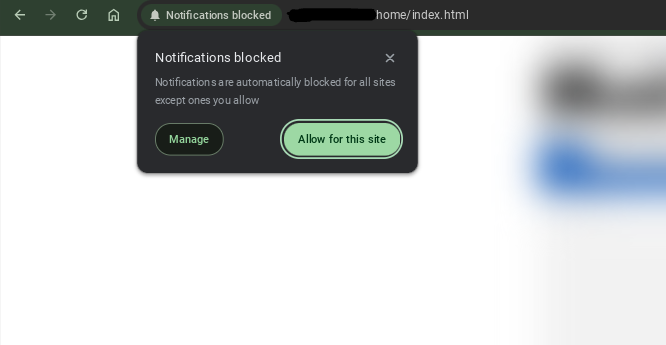 Notifications blocked home/index.html
Notifications blocked
Notifications are automatically blocked for all sites
except ones you allow
Manage Allow for this site